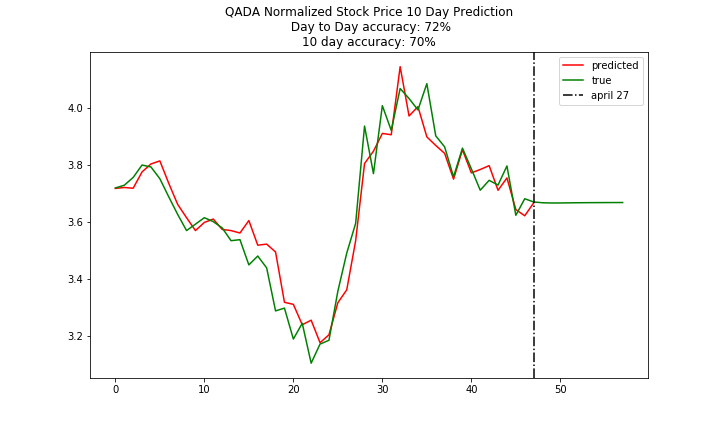 QADA Normalized Stock Price 10 Day Prediction
Day to Day accuracy: 72%
10 day accuracy: 70%
predicted
true
april 27
4.0
3.8
3.6
3.4
3.2
0 10 20 30 40 50